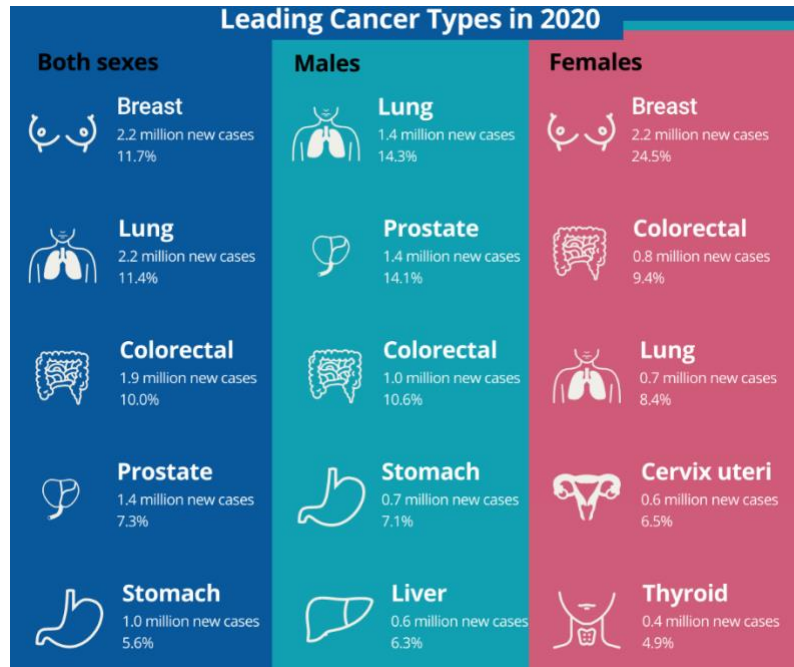 Leading Cancer Types in 2020
Both sexes
Breast
2.2 million new cases
11.7%
Lung
2.2 million new cases
11.4%
Colorectal
1.9 million new cases
10.0%
Prostate
1.4 million new cases
7.3%
Stomach
1.0 million new cases
5.6%
Males
Lung
1.4 million new cases
14.3%
Prostate
1.4 million new cases
14.1%
Colorectal
1.0 million new cases
10.6%
Stomach
0.7 million new cases
7.1%
Liver
0.6 million new cases
6.3%
Females
Breast
2.2 million new cases
24.5%
Colorectal
0.8 million new cases
9.4%
Lung
0.7 million new cases
8.4%
Cervix uteri
0.6 million new cases
6.5%
Thyroid
0.4 million new cases
4.9%